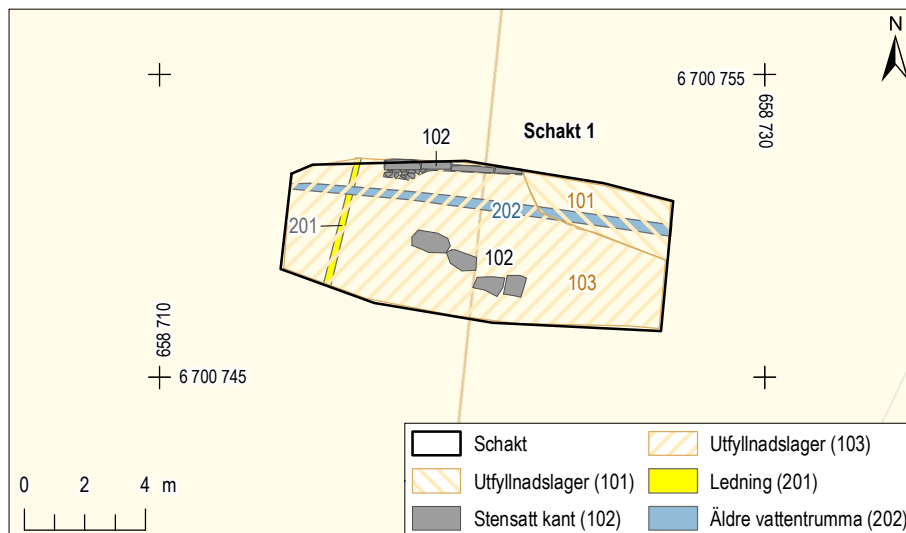 N
6 700 755
658 730
Schakt 1
102
101
202
201
102
103
658 710
6 700 745
0 2 4 m
Schakt
Utfyllnadslager (103)
Utfyllnadslager (101)
Ledning (201)
Stensatt kant (102)
Äldre vattentrumma (202)